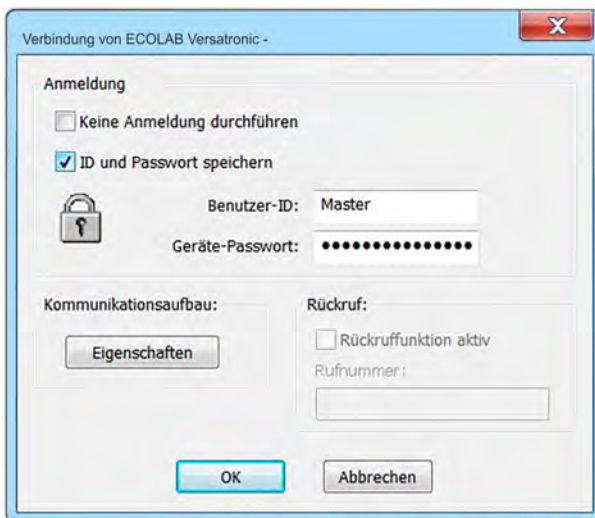 Verbindung von ECOLAB Versatronic -
Anmeldung
Keine Anmeldung durchführen
ID und Passwort speichern
Benutzer-ID: Master
Geräte-Passwort: ●●●●●●●●●●●●●●●
Kommunikationsaufbau:
Rückruf:
Eigenschaften
Rückruffunktion aktiv
Rufnummer:
OK
Abbrechen